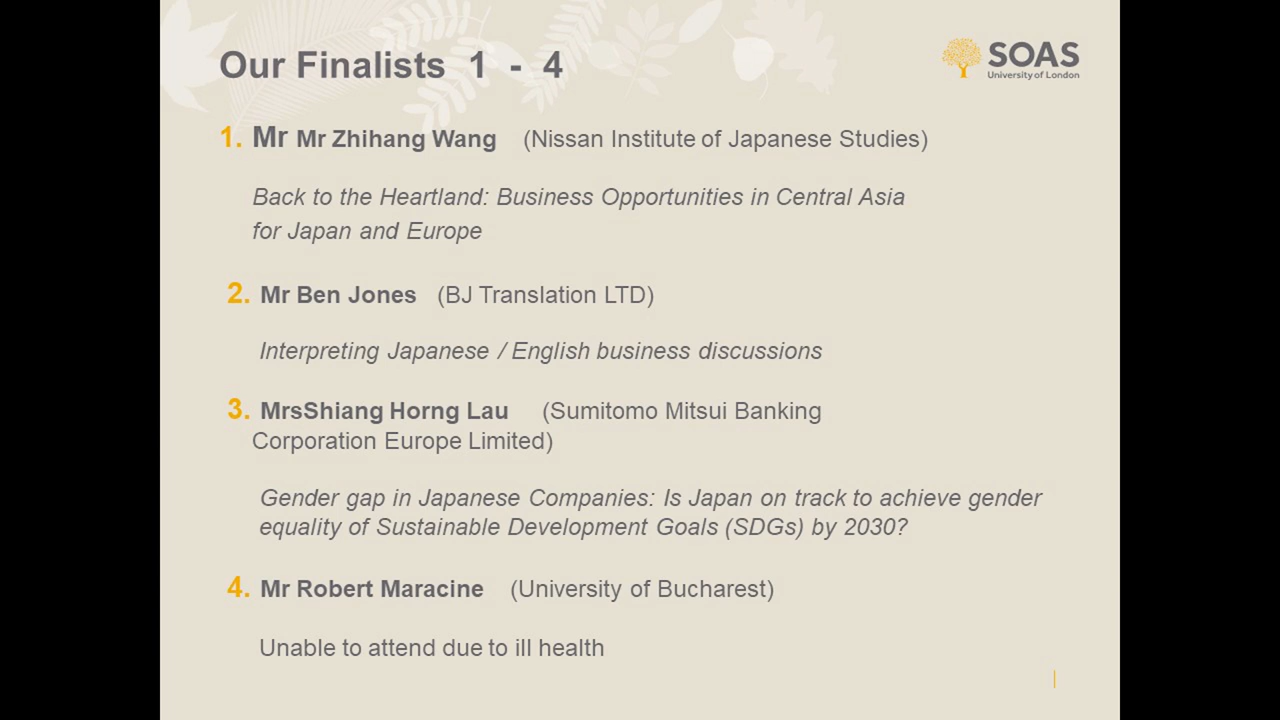 Our Finalists 1 - 4
SOAS
University of London
1. Mr Mr Zhihang Wang (Nissan Institute of Japanese Studies)
Back to the Heartland: Business Opportunities in Central Asia
for Japan and Europe
2. Mr Ben Jones (BJ Translation LTD)
Interpreting Japanese / English business discussions
3. MrsShiang Horng Lau (Sumitomo Mitsui Banking
Corporation Europe Limited)
Gender gap in Japanese Companies: Is Japan on track to achieve gender
equality of Sustainable Development Goals (SDGs) by 2030?
4. Mr Robert Maracine (University of Bucharest)
Unable to attend due to ill health